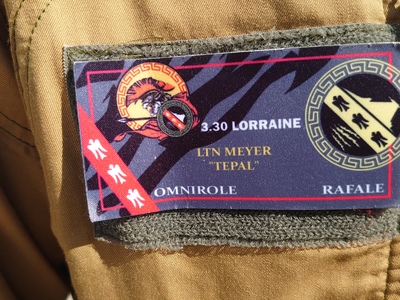 3.30 LORRAINE
LTN MEYER
"TEPAL"
OMNIROLE RAFALE